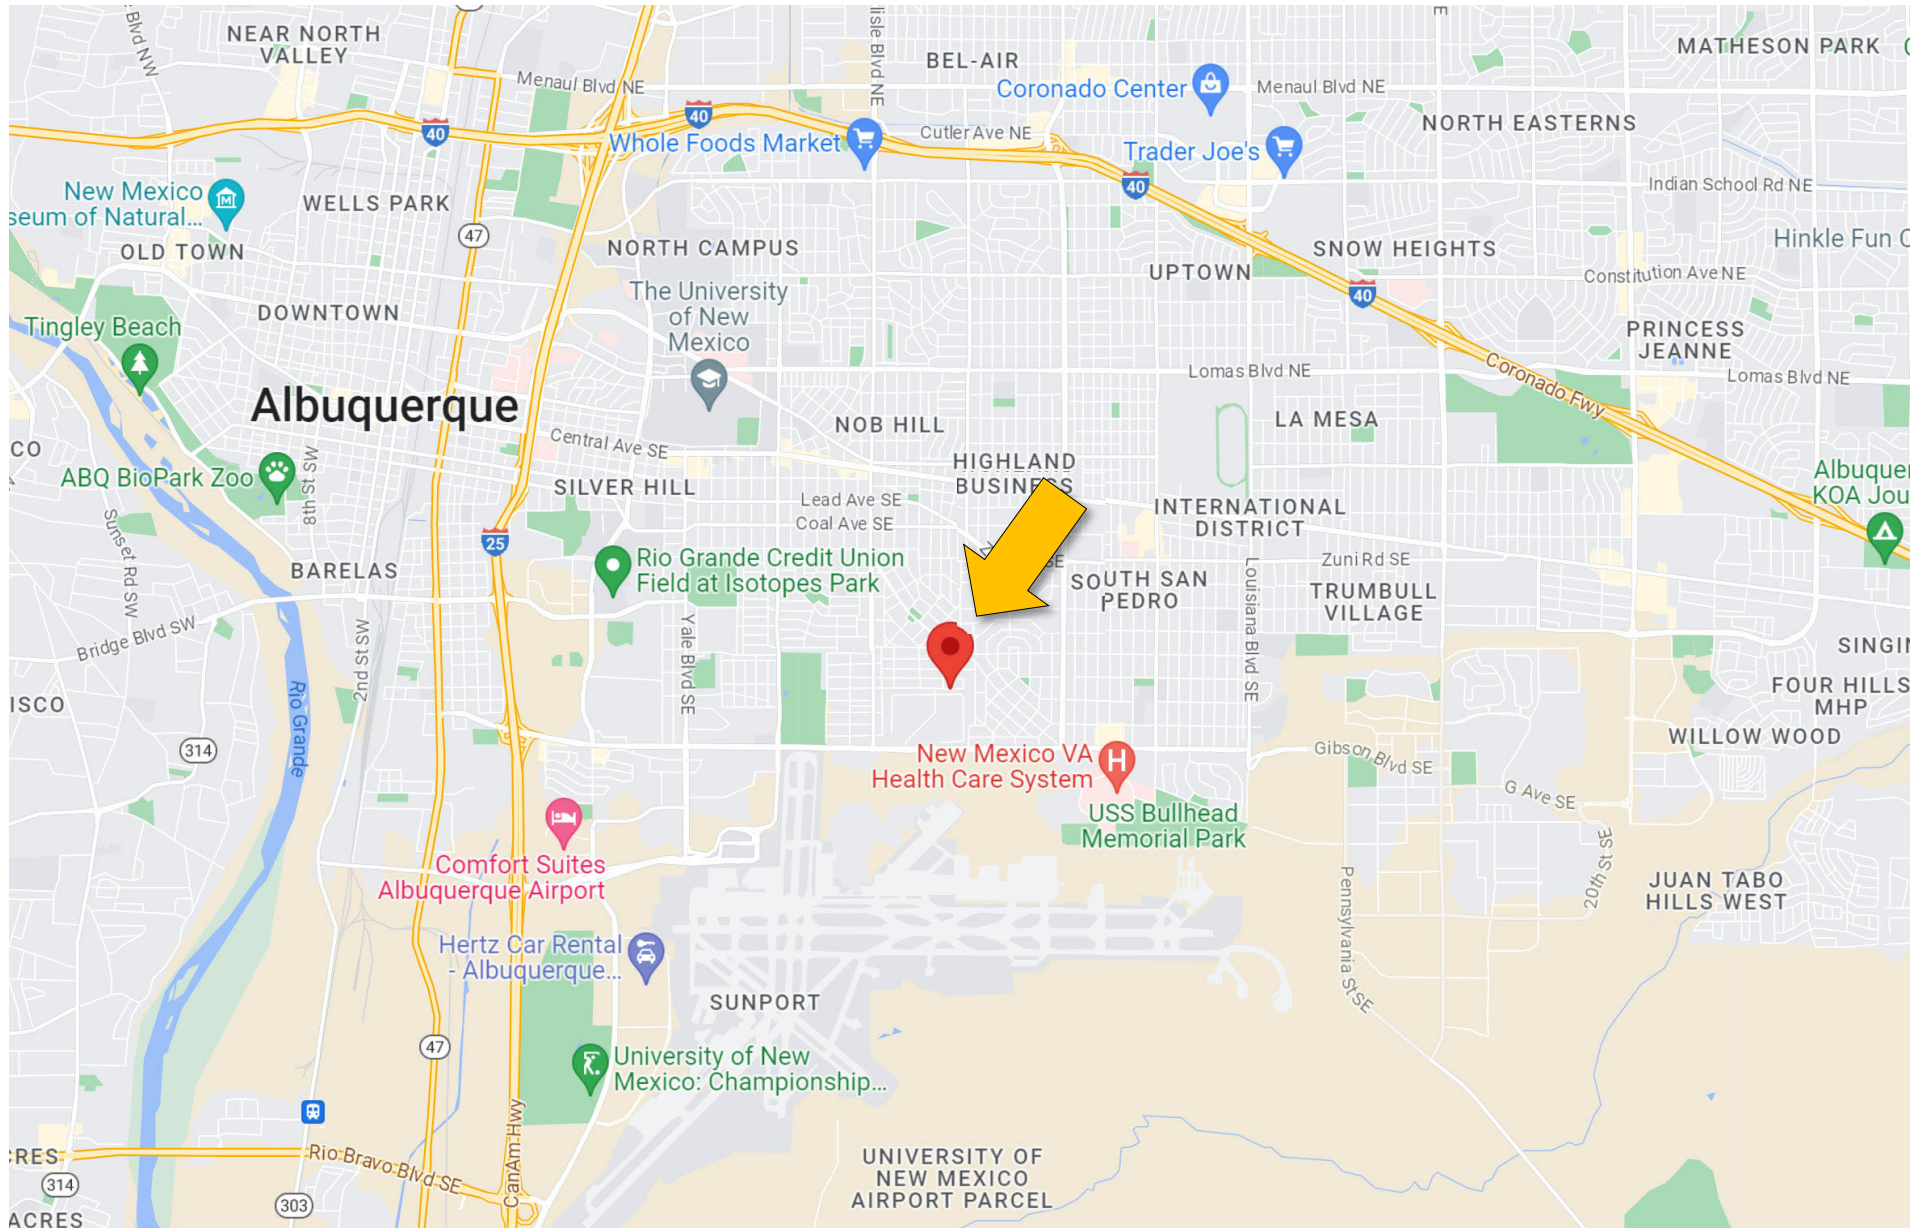 Blvd NW
NEAR NORTH
VALLEY
Menaul Blvd NE
lisle Blvd NE
BEL-AIR
Coronado Center
Menaul Blvd NE
MATHESON PARK
40
40
Whole Foods Market
Cutler Ave NE
Trader Joe's
NORTH EASTERNS
40
Indian School Rd NE
New Mexico
seum of Natural...
WELLS PARK
OLD TOWN
47
NORTH CAMPUS
UPTOWN
SNOW HEIGHTS
Hinkle Fun C
Constitution Ave NE
40
The University
of New
Mexico
DOWNTOWN
Tingley Beach
PRINCESS
JEANNE
Coronado Fwy
Lomas Blvd NE
Lomas Blvd NE
Albuquerque
NOB HILL
LA MESA
Central Ave SE
CO
ABQ BioPark Zoo
8th St SW
SILVER HILL
HIGHLAND
BUSINESS
Lead Ave SE
Coal Ave SE
INTERNATIONAL
DISTRICT
Albuquer
KOA Jou
Sunset Rd SW
25
BARELAS
Rio Grande Credit Union
Field at Isotopes Park
SE
SOUTH SAN
PEDRO
Louisiana Blvd SE
Zuni Rd SE
TRUMBULL
VILLAGE
Bridge Blvd SW
2nd St SW
Yale Blvd SE
SINGIN
ISCO
Rio Grande
314
FOUR HILLS
MHP
WILLOW WOOD
New Mexico VA
Health Care System
H
Gibson Blvd SE
G Ave SE
USS Bullhead
Memorial Park
Comfort Suites
Albuquerque Airport
Pennsylvania St SE
20th St SE
JUAN TABO
HILLS WEST
Hertz Car Rental
- Albuquerque...
SUNPORT
47
University of New
Mexico: Championship...
CanAm Hwy
Rio Bravo Blvd SE
CRES
314
303
ACRES
UNIVERSITY OF
NEW MEXICO
AIRPORT PARCEL